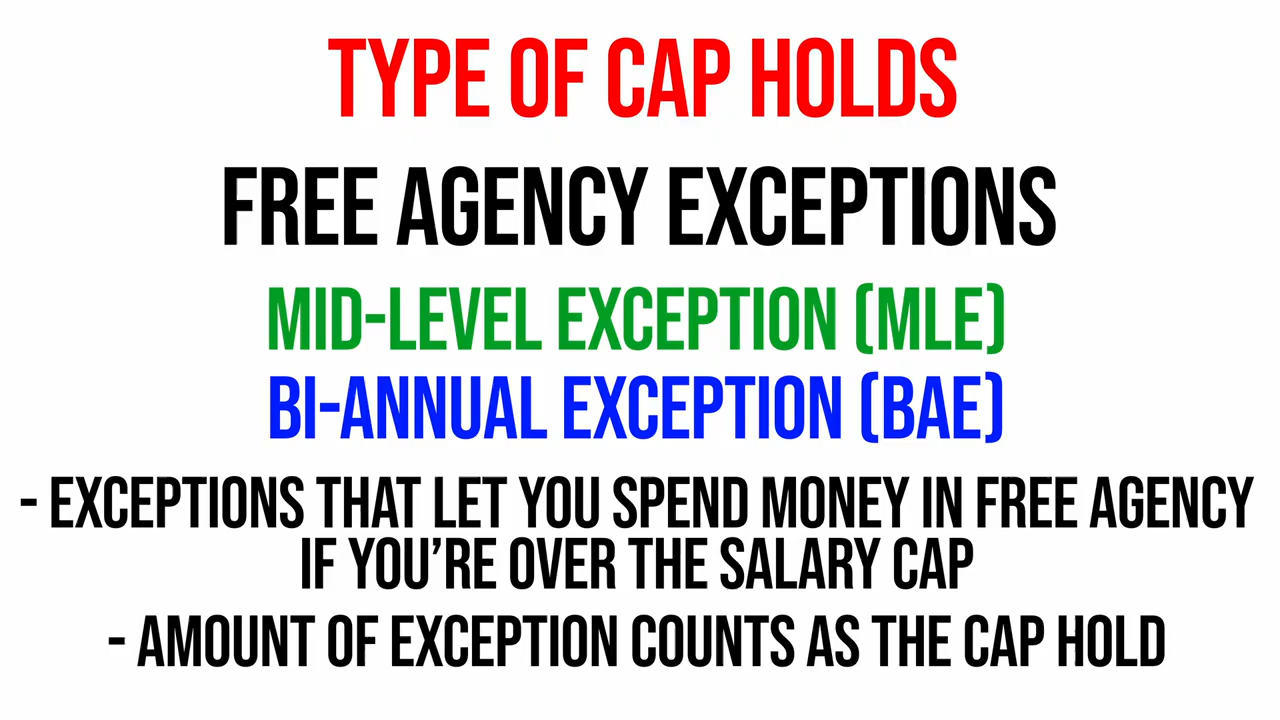 TYPE OF CAP HOLDS
FREE AGENCY EXCEPTIONS
MID-LEVEL EXCEPTION (MLE)
BI-ANNUAL EXCEPTION (BAE)
- EXCEPTIONS THAT LET YOU SPEND MONEY IN FREE AGENCY
IF YOU'RE OVER THE SALARY CAP
- AMOUNT OF EXCEPTION COUNTS AS THE CAP HOLD